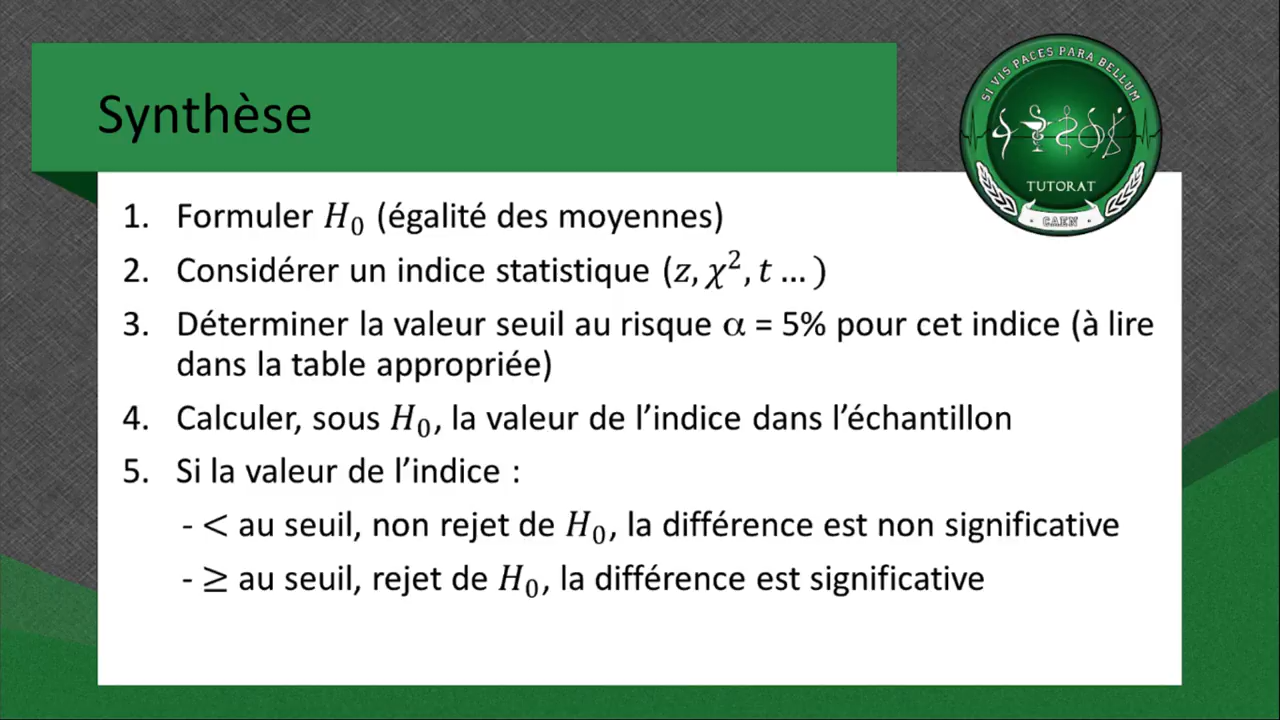 Synthèse
SI VIS PACES PARA BELLUM
TUTORAT
CAEN
1. Formuler H₀ (égalité des moyennes)
2. Considérer un indice statistique (z, χ², t … )
3. Déterminer la valeur seuil au risque α = 5% pour cet indice (à lire
dans la table appropriée)
4. Calculer, sous H₀, la valeur de l’indice dans l’échantillon
5. Si la valeur de l’indice :
- < au seuil, non rejet de H₀, la différence est non significative
- ≥ au seuil, rejet de H₀, la différence est significative